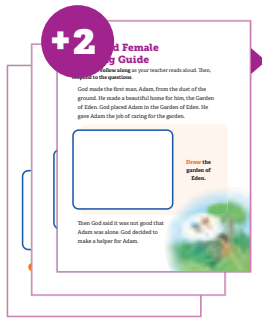 +2
d Female
g Guide
Follow along as your teacher reads aloud. Then,
respond to the questions.
God made the first man, Adam, from the dust of the
ground. He made a beautiful home for him, the Garden
of Eden. God placed Adam in the Garden of Eden. He
gave Adam the job of caring for the garden.
Draw the
garden of
Eden.
Then God said it was not good that
Adam was alone. God decided to
make a helper for Adam.